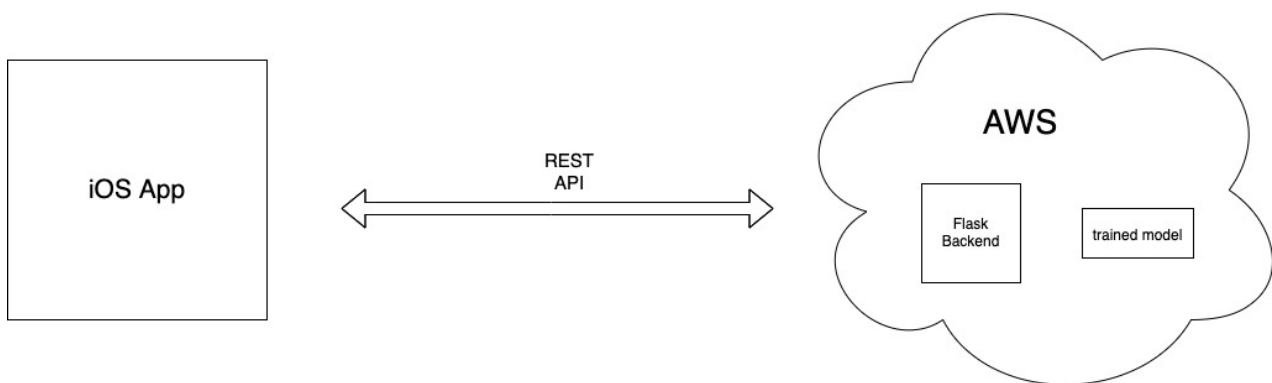 iOS App
REST
API
AWS
Flask
Backend
trained model